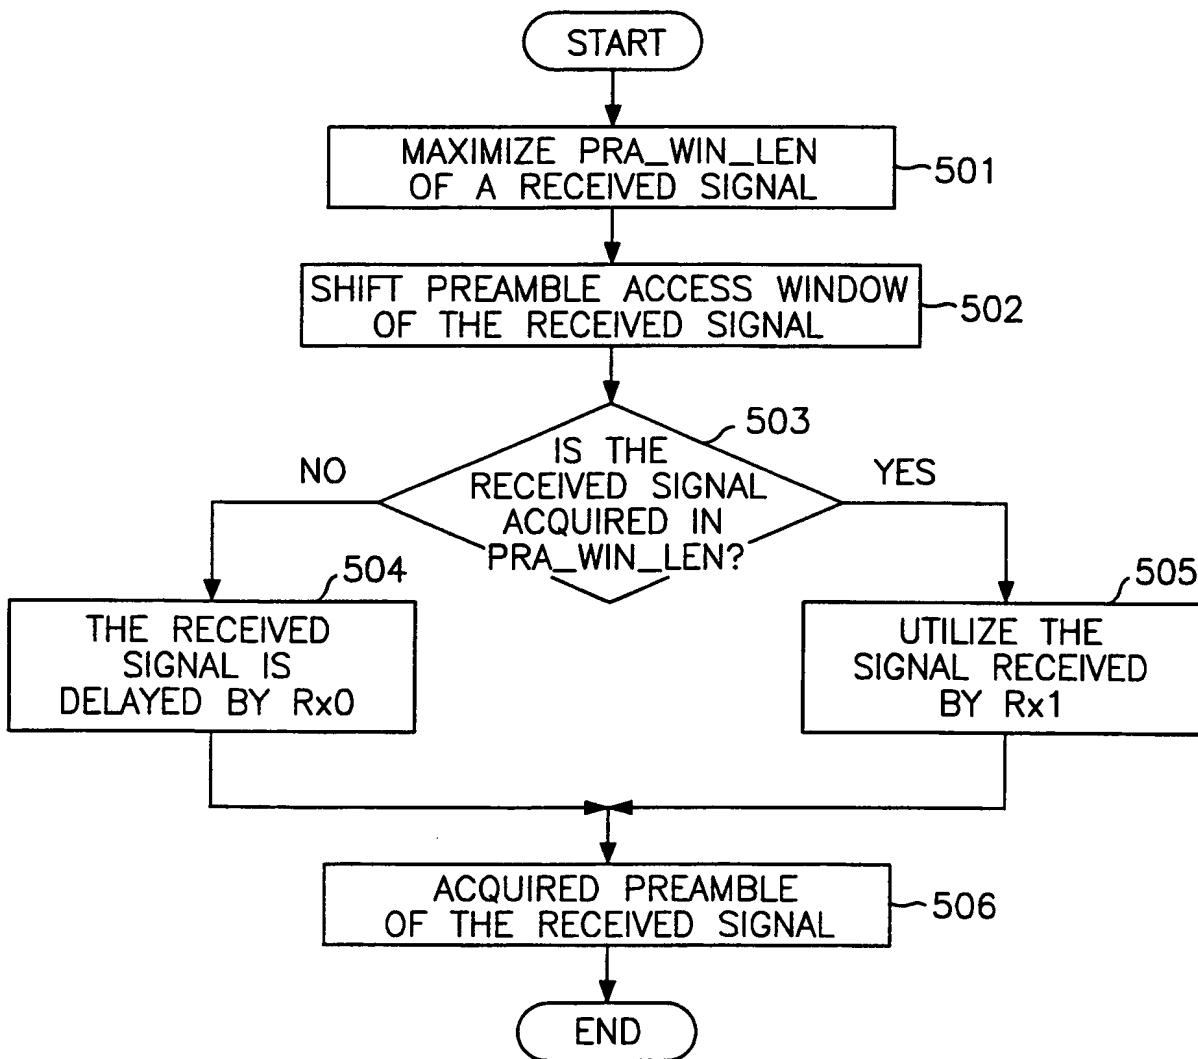 START
MAXIMIZE PRA_WIN_LEN
OF A RECEIVED SIGNAL
501
SHIFT PREAMBLE ACCESS WINDOW
OF THE RECEIVED SIGNAL
502
503
IS THE
RECEIVED SIGNAL
ACQUIRED IN
PRA_WIN_LEN?
NO
YES
504
THE RECEIVED
SIGNAL IS
DELAYED BY Rx0
505
UTILIZE THE
SIGNAL RECEIVED
BY Rx1
ACQUIRED PREAMBLE
OF THE RECEIVED SIGNAL
506
END